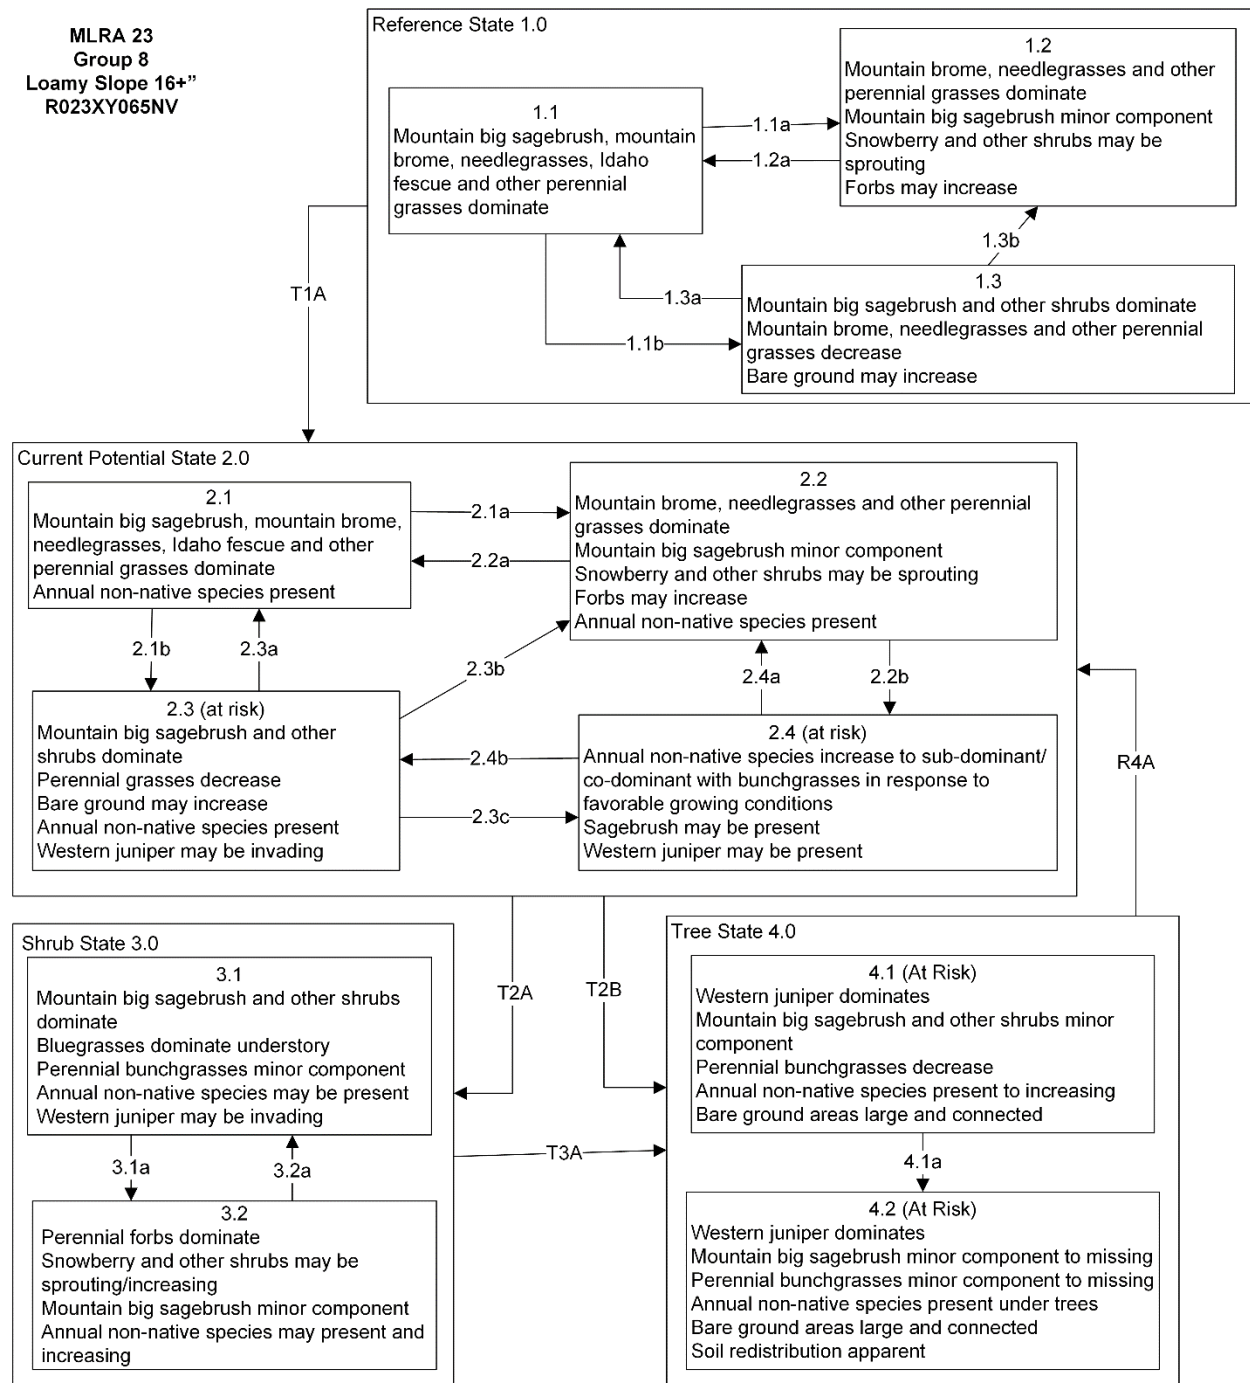 MLRA 23
Group 8
Loamy Slope 16+”
R023XY065NV
Reference State 1.0
1.1
Mountain big sagebrush, mountain
brome, needlegrasses, Idaho
fescue and other perennial
grasses dominate
1.1a
1.2a
1.2
Mountain brome, needlegrasses and other
perennial grasses dominate
Mountain big sagebrush minor component
Snowberry and other shrubs may be
sprouting
Forbs may increase
1.3b
1.3a
1.1b
1.3
Mountain big sagebrush and other shrubs dominate
Mountain brome, needlegrasses and other perennial
grasses decrease
Bare ground may increase
T1A
Current Potential State 2.0
2.1
Mountain big sagebrush, mountain brome,
needlegrasses, Idaho fescue and other
perennial grasses dominate
Annual non-native species present
2.1a
2.2a
2.2
Mountain brome, needlegrasses and other perennial
grasses dominate
Mountain big sagebrush minor component
Snowberry and other shrubs may be sprouting
Forbs may increase
Annual non-native species present
2.1b
2.3a
2.3b
2.4a
2.2b
2.3 (at risk)
Mountain big sagebrush and other
shrubs dominate
Perennial grasses decrease
Bare ground may increase
Annual non-native species present
Western juniper may be invading
2.4b
2.3c
2.4 (at risk)
Annual non-native species increase to sub-dominant/
co-dominant with bunchgrasses in response to
favorable growing conditions
Sagebrush may be present
Western juniper may be present
R4A
T2A
T2B
Shrub State 3.0
3.1
Mountain big sagebrush and other shrubs
dominate
Bluegrasses dominate understory
Perennial bunchgrasses minor component
Annual non-native species may be present
Western juniper may be invading
3.1a
3.2a
3.2
Perennial forbs dominate
Snowberry and other shrubs may be
sprouting/increasing
Mountain big sagebrush minor component
Annual non-native species may present and
increasing
T3A
Tree State 4.0
4.1 (At Risk)
Western juniper dominates
Mountain big sagebrush and other shrubs minor
component
Perennial bunchgrasses decrease
Annual non-native species present to increasing
Bare ground areas large and connected
4.1a
4.2 (At Risk)
Western juniper dominates
Mountain big sagebrush minor component to missing
Perennial bunchgrasses minor component to missing
Annual non-native species present under trees
Bare ground areas large and connected
Soil redistribution apparent